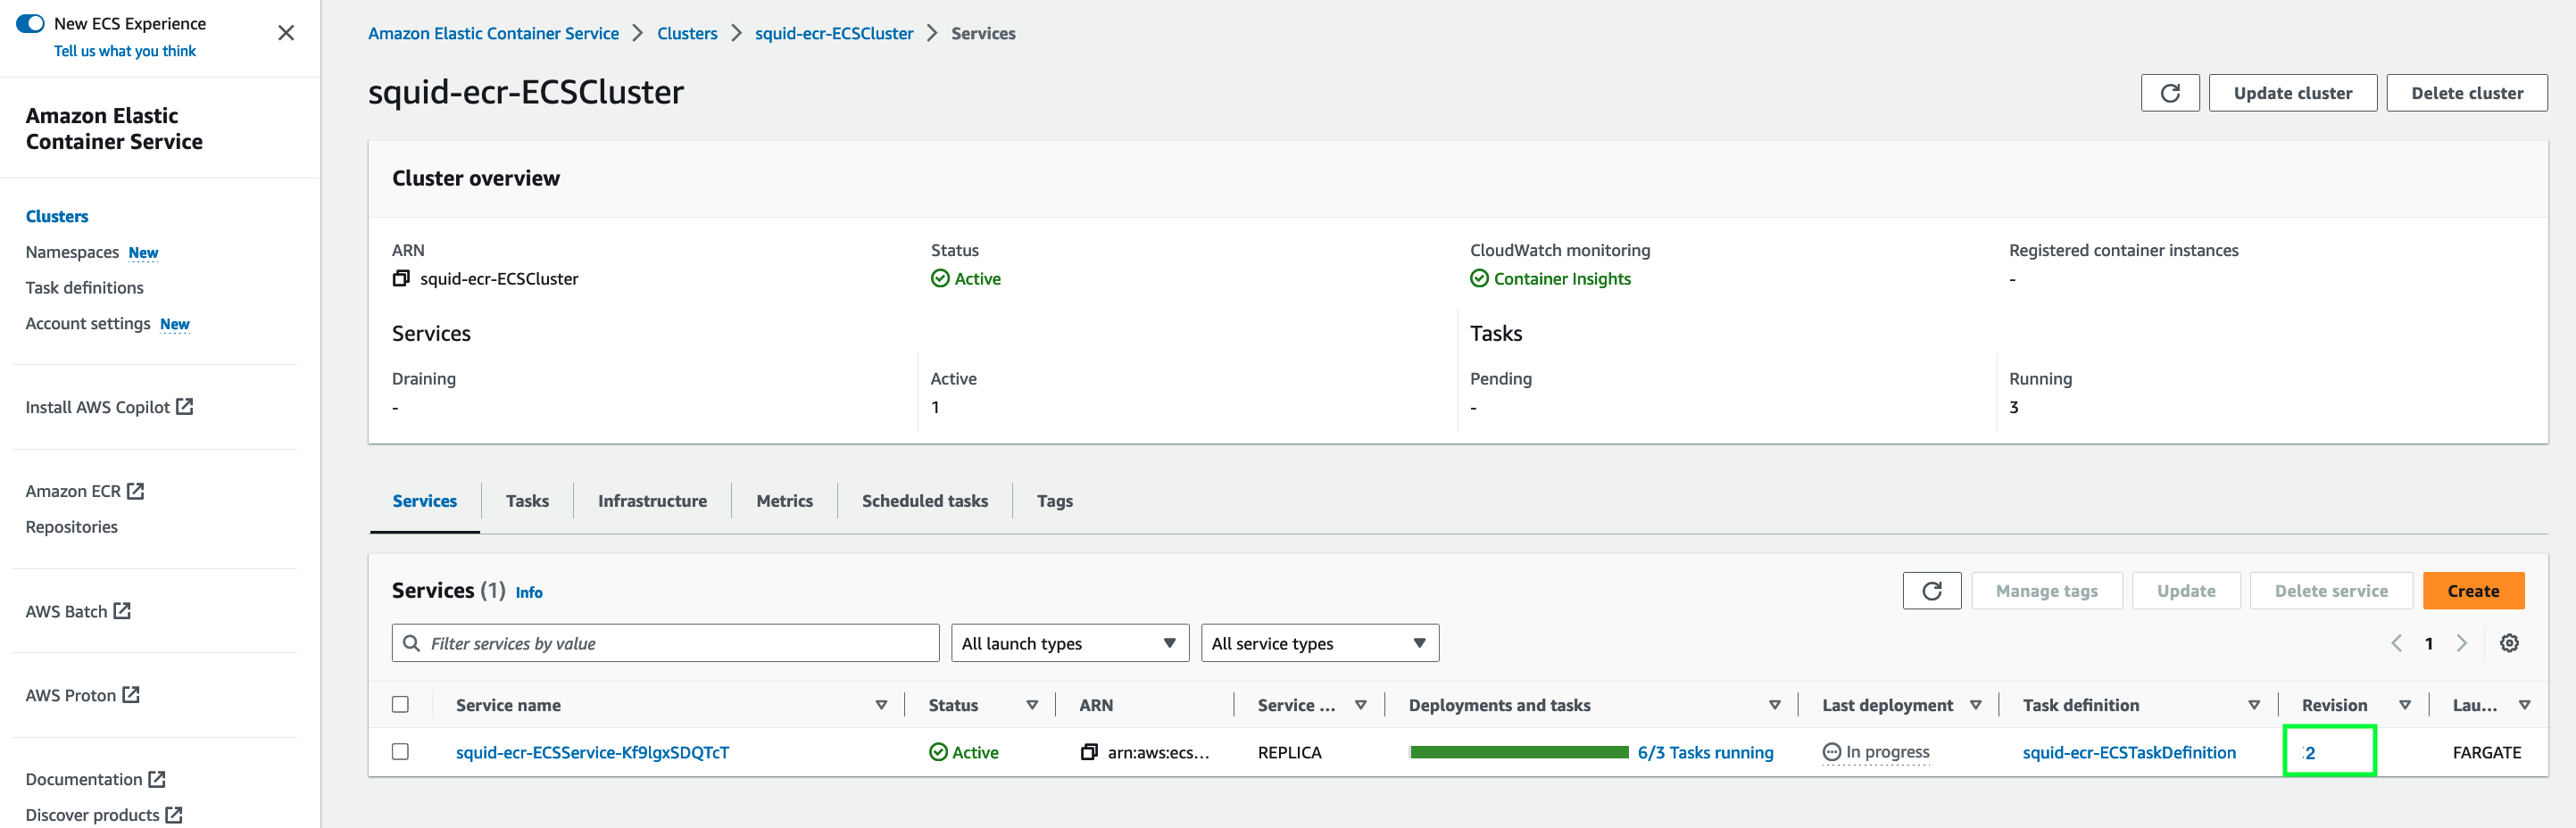 New ECS Experience
Tell us what you think
Amazon Elastic
Container Service
Clusters
Namespaces New
Task definitions
Account settings New
Install AWS Copilot
Amazon ECR
Repositories
AWS Batch
AWS Proton
Documentation
Discover products
Amazon Elastic Container Service > Clusters > squid-ecr-ECSCluster > Services
squid-ecr-ECSCluster
Update cluster
Delete cluster
Cluster overview
ARN
squid-ecr-ECSCluster
Status
Active
CloudWatch monitoring
Container Insights
Registered container instances
-
Services
Tasks
Draining
-
Active
1
Pending
-
Running
3
Services Tasks Infrastructure Metrics Scheduled tasks Tags
Services (1) Info
Manage tags Update Delete service Create
Filter services by value All launch types All service types 1
Service name Status ARN Service ... Deployments and tasks Last deployment Task definition Revision Lau...
squid-ecr-ECSService-Kf9lgxSDQTcT Active arn:aws:ecs... REPLICA 6/3 Tasks running In progress squid-ecr-ECSTaskDefinition 2 FARGATE